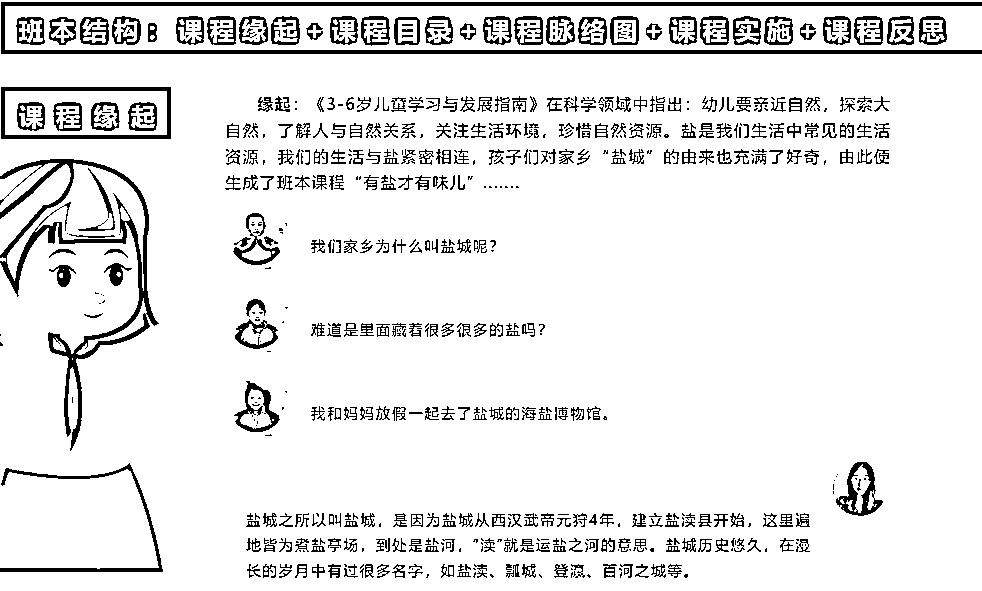 班本结构：课程缘起+课程目录+课程脉络图+课程实施+课程反思
课程缘起
缘起：《3-6岁儿童学习与发展指南》在科学领域中指出：幼儿要亲近自然，探索大
自然，了解人与自然关系，关注生活环境，珍惜自然资源。盐是我们生活中常见的生活
资源，我们的生活与盐紧密相连，孩子们对家乡“盐城”的由来也充满了好奇，由此便
生成了班本课程“有盐才有味儿”.......
我们家乡为什么叫盐城呢？
难道是里面藏着很多很多的盐吗？
我和妈妈放假一起去了盐城的海盐博物馆。
盐城之所以叫盐城，是因为盐城从西汉武帝元狩4年，建立盐渎县开始，这里遍
地皆为煮盐亭场，到处是盐河，“渎”就是运盐之河的意思。盐城历史悠久，在漫
长的岁月中有过很多名字，如盐渎、瓢城、登瀛、百河之城等。